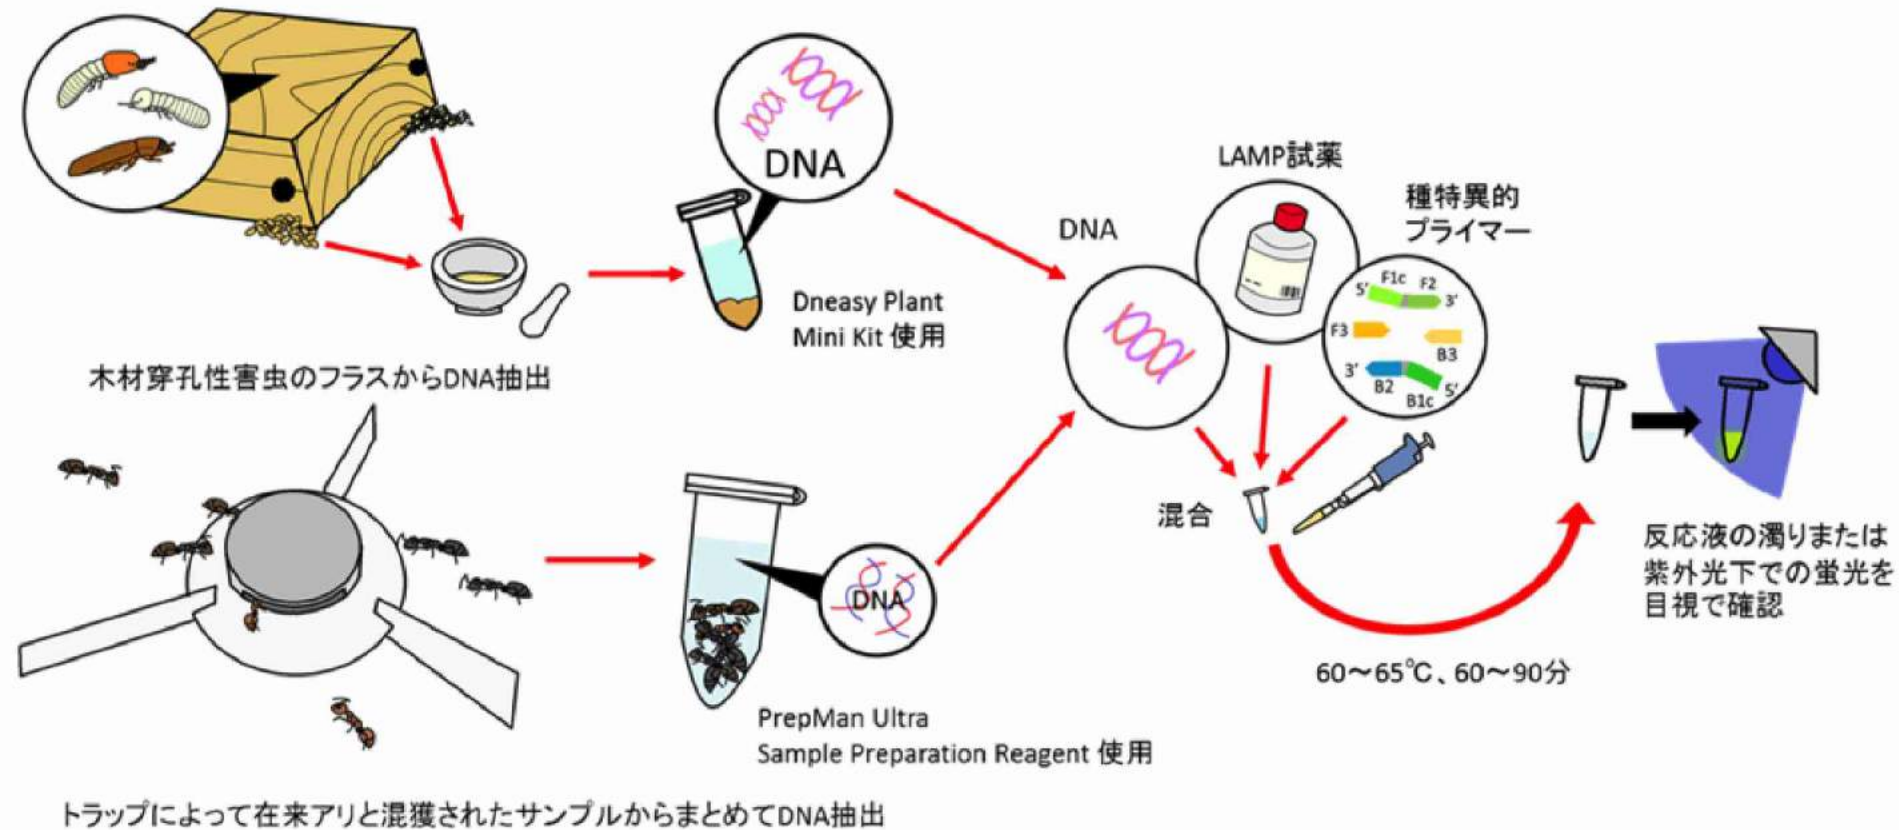 DNA
Dneasy Plant
Mini Kit 使用
木材穿孔性害虫のフラスからDNA抽出
DNA
PrepMan Ultra
Sample Preparation Reagent 使用
トラップによって在来アリと混獲されたサンプルからまとめてDNA抽出
DNA
LAMP試薬
種特異的
プライマー
5’
F1c
F2
3’
F3
B3
3’
B2
B1c
5’
混合
60～65℃、60～90分
反応液の濁りまたは
紫外光下での蛍光を
目視で確認